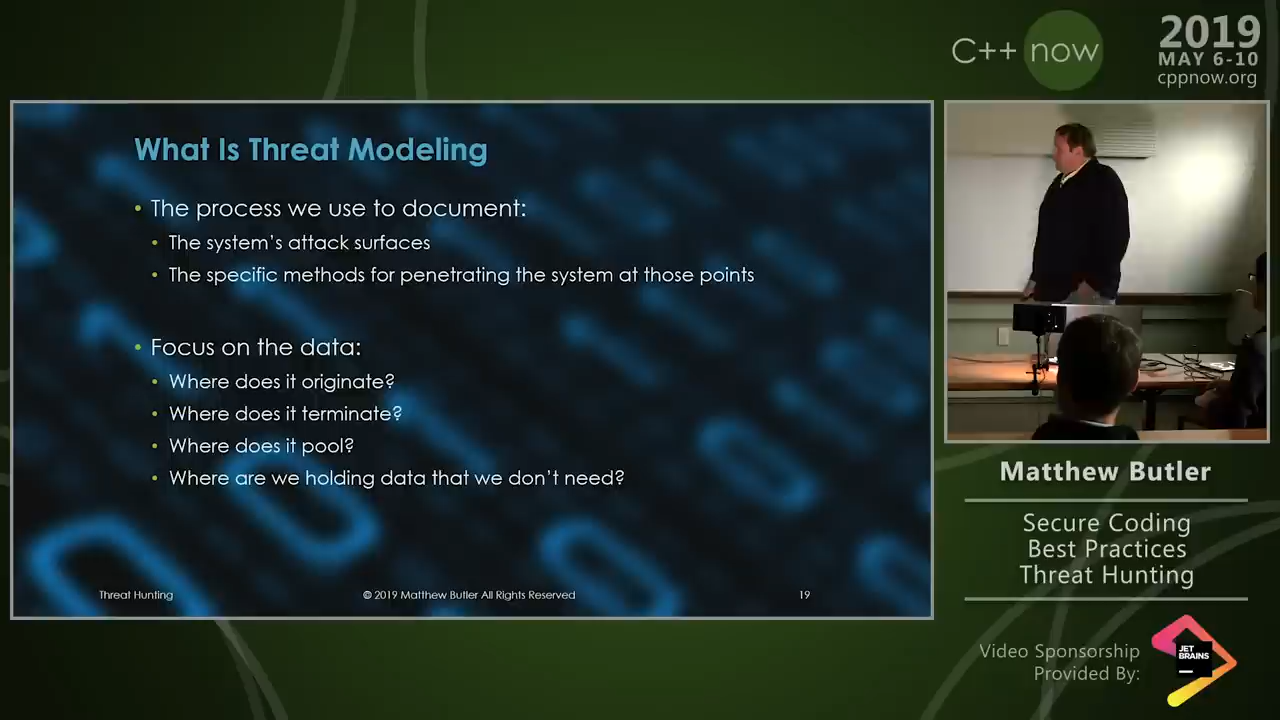 C++ now
2019
MAY 6-10
cppnow.org
What Is Threat Modeling
• The process we use to document:
• The system's attack surfaces
• The specific methods for penetrating the system at those points
• Focus on the data:
• Where does it originate?
• Where does it terminate?
• Where does it pool?
• Where are we holding data that we don't need?
Threat Hunting
© 2019 Matthew Butler All Rights Reserved
19
Matthew Butler
Secure Coding
Best Practices
Threat Hunting
Video Sponsorship
Provided By:
JET
BRAINS